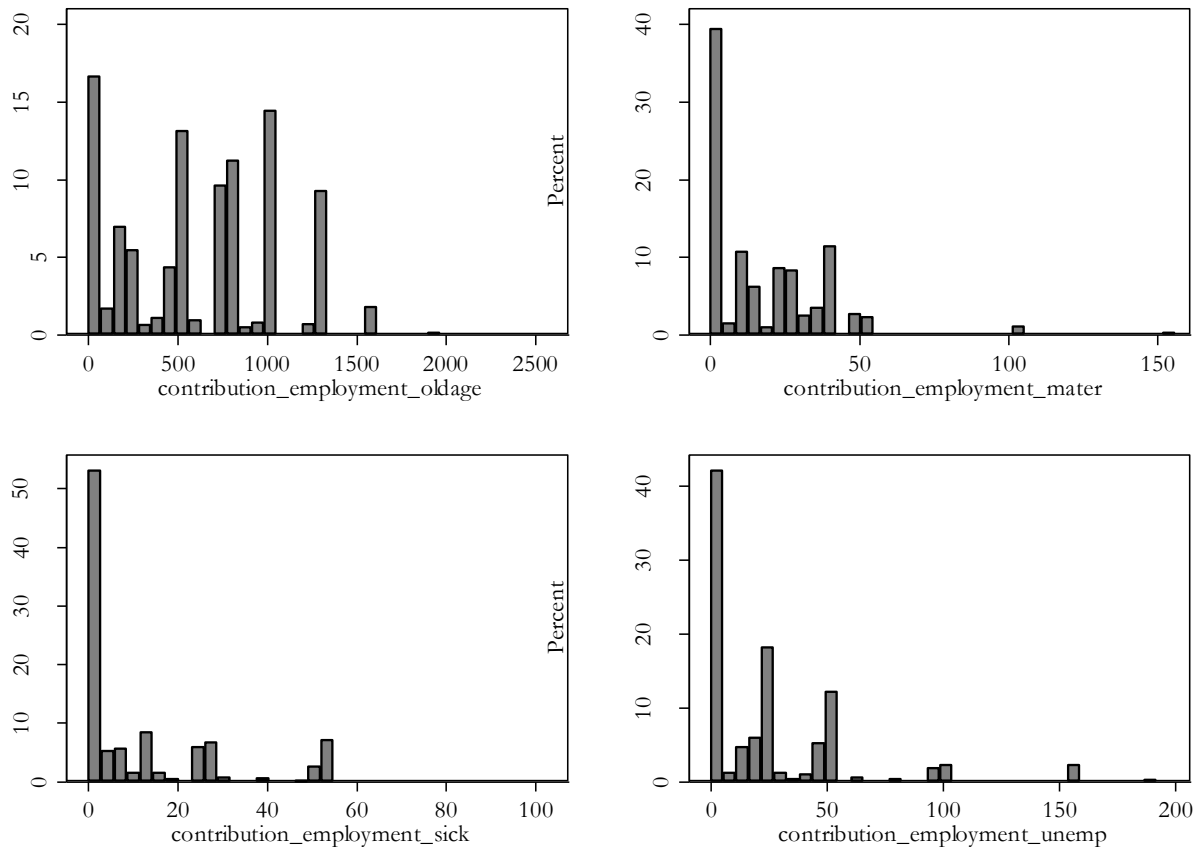 20
15
10
5
0
0 500 1000 1500 2000 2500
contribution_employment_oldage
Percent
40
30
20
10
0
0 50 100 150
contribution_employment_mater
50
40
30
20
10
0
0 20 40 60 80 100
contribution_employment_sick
Percent
40
30
20
10
0
0 50 100 150 200
contribution_employment_unemp